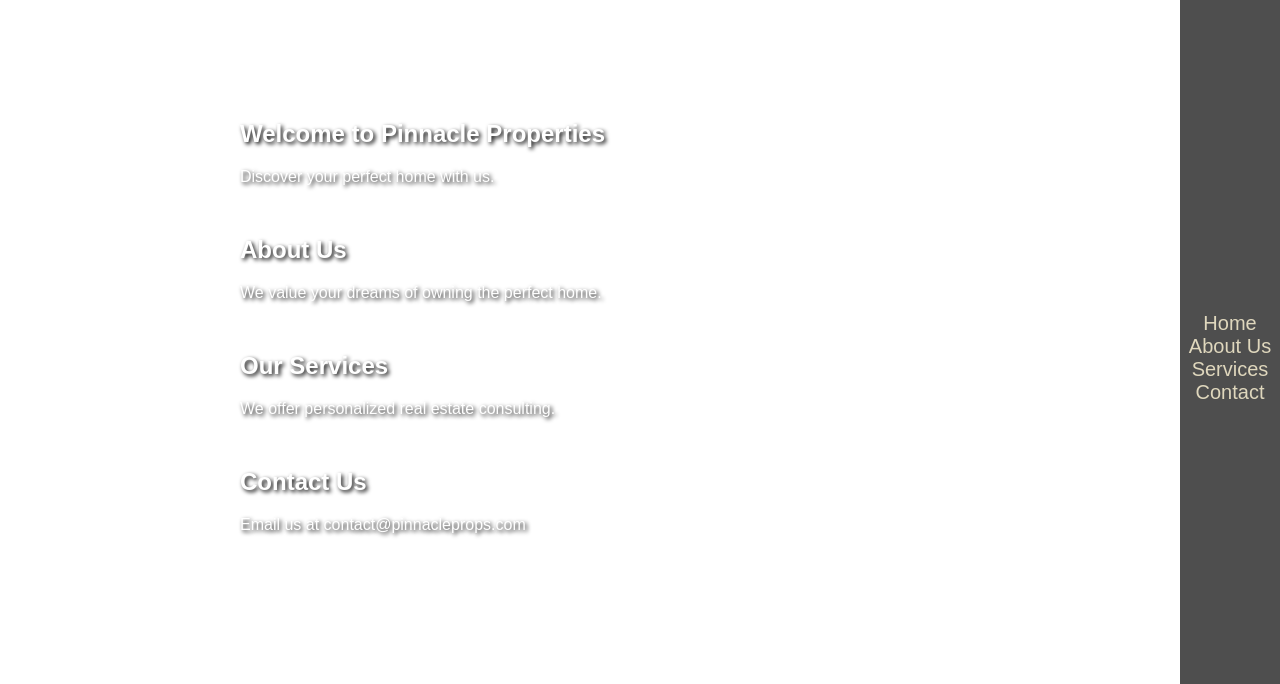 Welcome to Pinnacle Properties
Discover your perfect home with us.
About Us
We value your dreams of owning the perfect home.
Our Services
We offer personalized real estate consulting.
Contact Us
Email us at contact@pinnacleprops.com
Home
About Us
Services
Contact